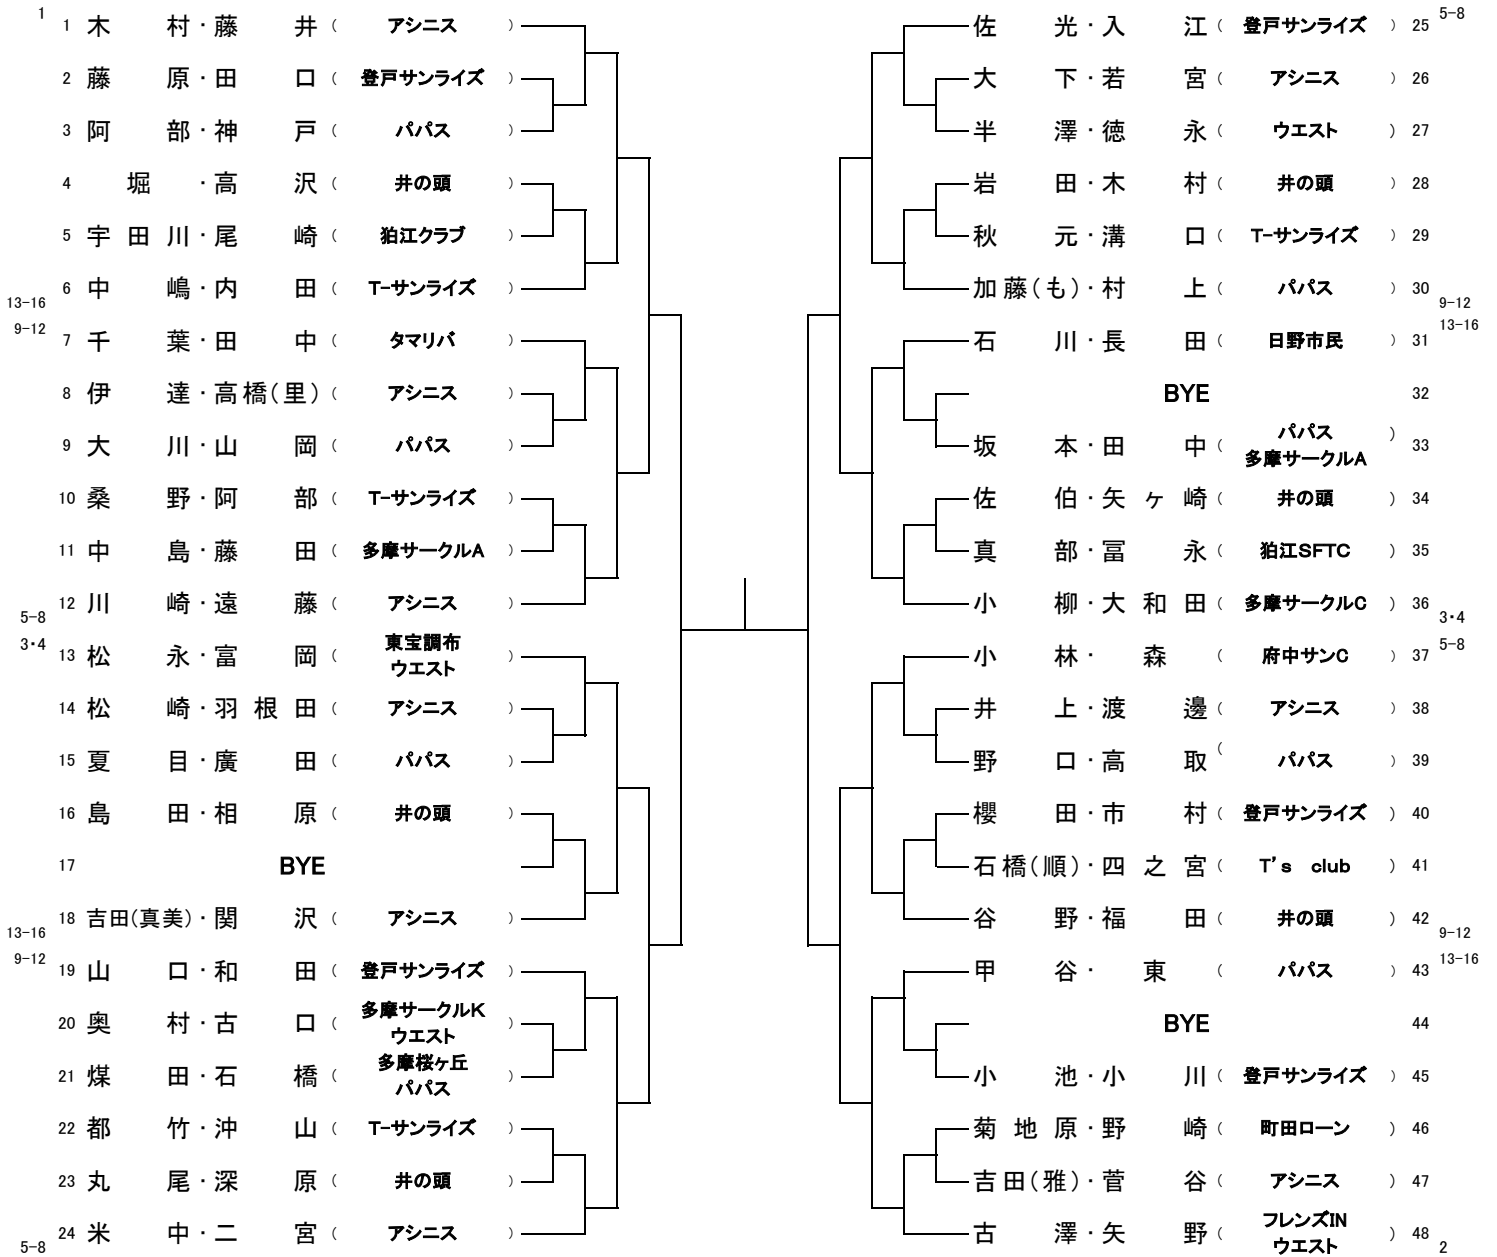 1
1 木村・藤井 ( アシニス )
2 藤原・田口 ( 登戸サンライズ )
3 阿部・神戸 ( パパス )
4 堀・高沢 ( 井の頭 )
5 宇田川・尾崎 ( 狛江クラブ )
6 中嶋・内田 ( T-サンライズ )
13-16
9-12
7 千葉・田中 ( タマリバ )
8 伊達・高橋(里) ( アシニス )
9 大川・山岡 ( パパス )
10 桑野・阿部 ( T-サンライズ )
11 中島・藤田 ( 多摩サークルA )
12 川崎・遠藤 ( アシニス )
5-8
3・4
13 松永・富岡 ( 東宝調布
ウエスト )
14 松崎・羽根田 ( アシニス )
15 夏目・廣田 ( パパス )
16 島田・相原 ( 井の頭 )
17 BYE
18 吉田(真美)・関沢 ( アシニス )
13-16
9-12
19 山口・和田 ( 登戸サンライズ )
20 奥村・古口 ( 多摩サークルK
ウエスト )
21 煤田・石橋 ( 多摩桜ヶ丘
パパス )
22 都竹・沖山 ( T-サンライズ )
23 丸尾・深原 ( 井の頭 )
24 米中・二宮 ( アシニス )
5-8
佐光・入江 ( 登戸サンライズ ) 25
5-8
大下・若宮 ( アシニス ) 26
半澤・徳永 ( ウエスト ) 27
岩田・木村 ( 井の頭 ) 28
秋元・溝口 ( T-サンライズ ) 29
加藤(も)・村上 ( パパス ) 30
9-12
13-16
石川・長田 ( 日野市民 ) 31
BYE 32
坂本・田中 ( パパス
多摩サークルA ) 33
佐伯・矢ヶ崎 ( 井の頭 ) 34
真部・冨永 ( 狛江SFTC ) 35
小柳・大和田 ( 多摩サークルC ) 36
3・4
5-8
小林・森 ( 府中サンC ) 37
井上・渡邊 ( アシニス ) 38
野口・高取 ( パパス ) 39
櫻田・市村 ( 登戸サンライズ ) 40
石橋(順)・四之宮 ( T's club ) 41
谷野・福田 ( 井の頭 ) 42
9-12
13-16
甲谷・東 ( パパス ) 43
BYE 44
小池・小川 ( 登戸サンライズ ) 45
菊地原・野崎 ( 町田ローン ) 46
吉田(雅)・菅谷 ( アシニス ) 47
古澤・矢野 ( フレンズIN
ウエスト ) 48
2